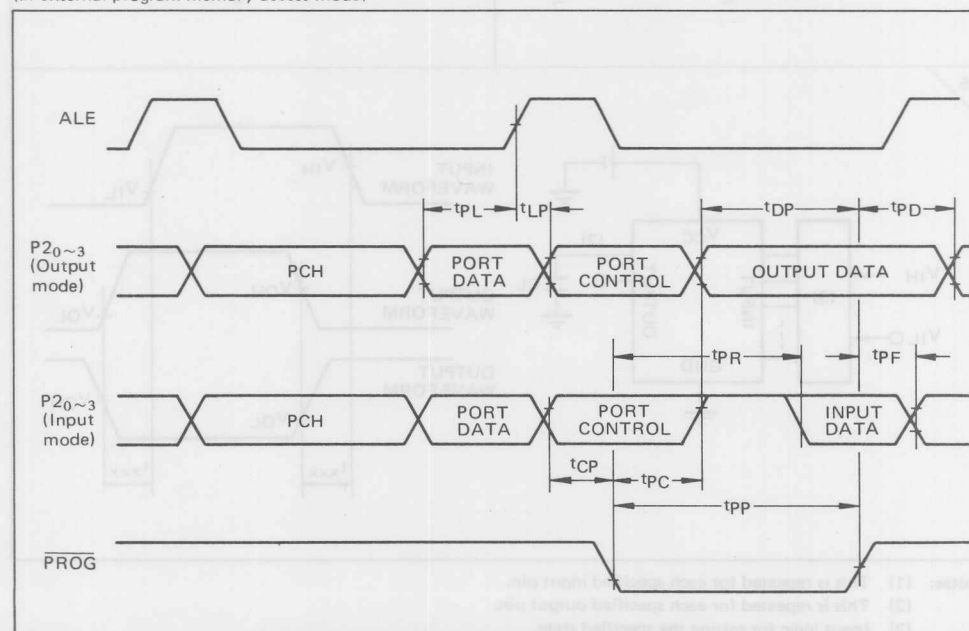 (in external program memory access mode)
ALE
tPL
tLP
tDP
tPD
P20~3
(Output
mode)
PCH
PORT
DATA
PORT
CONTROL
OUTPUT DATA
tPR
tPF
P20~3
(Input
mode)
PCH
PORT
DATA
PORT
CONTROL
INPUT
DATA
tCP
tPC
tPP
PROG